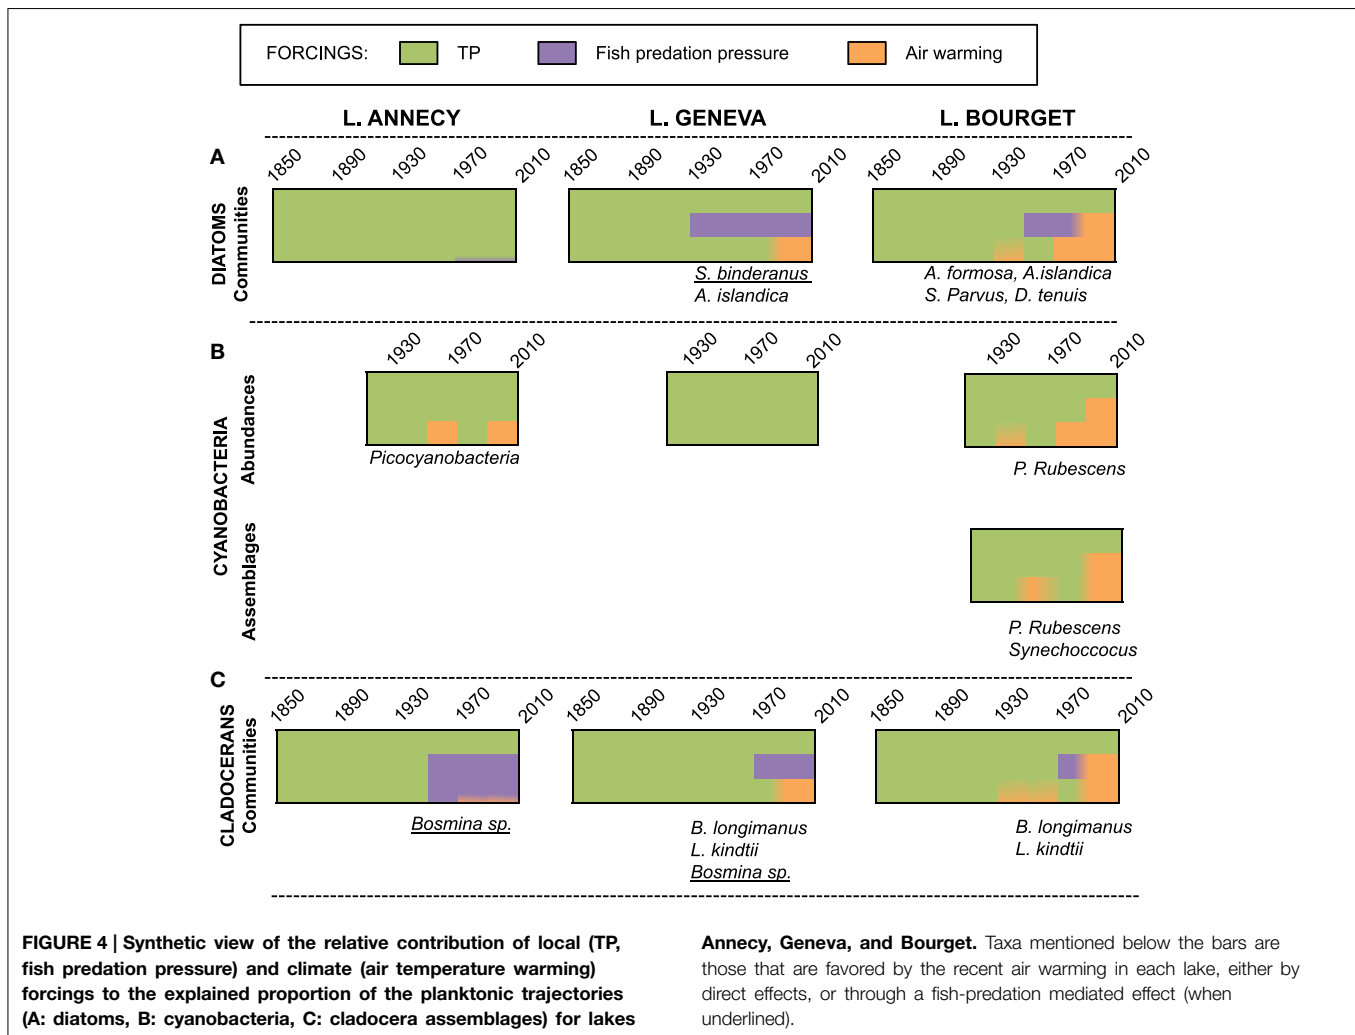 FORCINGS: TP Fish predation pressure Air warming
L. ANNECY L. GENEVA L. BOURGET
A
1850 1890 1930 1970 2010 1850 1890 1930 1970 2010 1850 1890 1930 1970 2010
DIATOMS
Communities
S. binderanus
A. islandica
A. formosa, A.islandica
S. Parvus, D. tenuis
B
1930 1970 2010 1930 1970 2010 1930 1970 2010
CYANOBACTERIA
Abundances
Picocyanobacteria
P. Rubescens
Assemblages
P. Rubescens
Synechoccocus
C
1850 1890 1930 1970 2010 1850 1890 1930 1970 2010 1850 1890 1930 1970 2010
CLADOCERANS
Communities
Bosmina sp.
B. longimanus
L. kindtii
Bosmina sp.
B. longimanus
L. kindtii
FIGURE 4 | Synthetic view of the relative contribution of local (TP,
fish predation pressure) and climate (air temperature warming)
forcings to the explained proportion of the planktonic trajectories
(A: diatoms, B: cyanobacteria, C: cladocera assemblages) for lakes
Annecy, Geneva, and Bourget. Taxa mentioned below the bars are
those that are favored by the recent air warming in each lake, either by
direct effects, or through a fish-predation mediated effect (when
underlined).